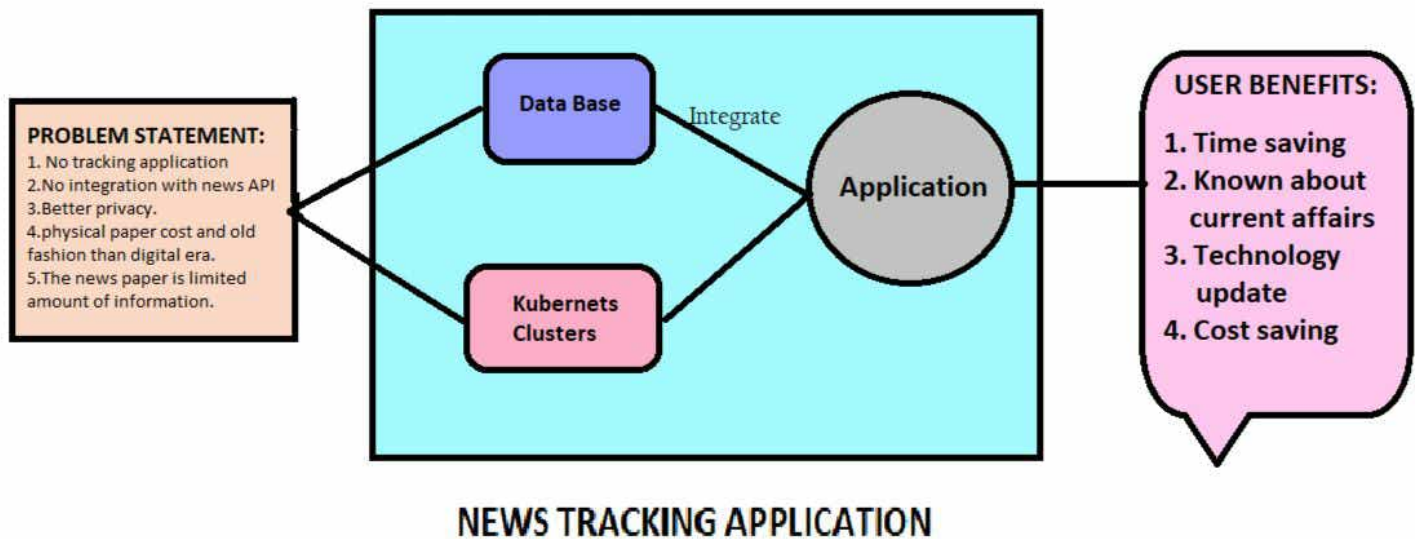 PROBLEM STATEMENT:
1. No tracking application
2.No integration with news API
3.Better privacy.
4.physical paper cost and old
fashion than digital era.
5.The news paper is limited
amount of information.
Data Base
Integrate
Kubernets
Clusters
Application
USER BENEFITS:
1. Time saving
2. Known about
current affairs
3. Technology
update
4. Cost saving
NEWS TRACKING APPLICATION